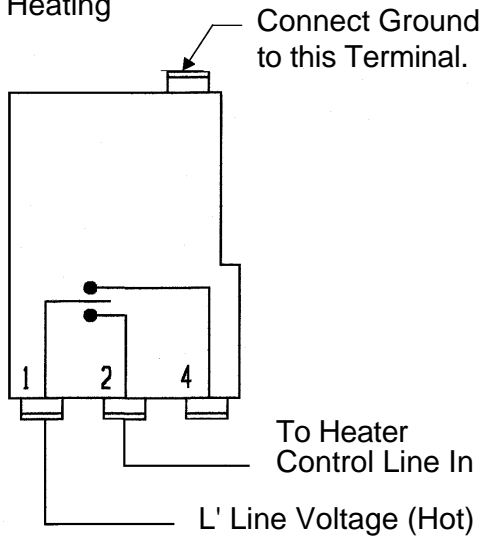 Heating
Connect Ground
to this Terminal.
1 2 4
To Heater
Control Line In
L' Line Voltage (Hot)